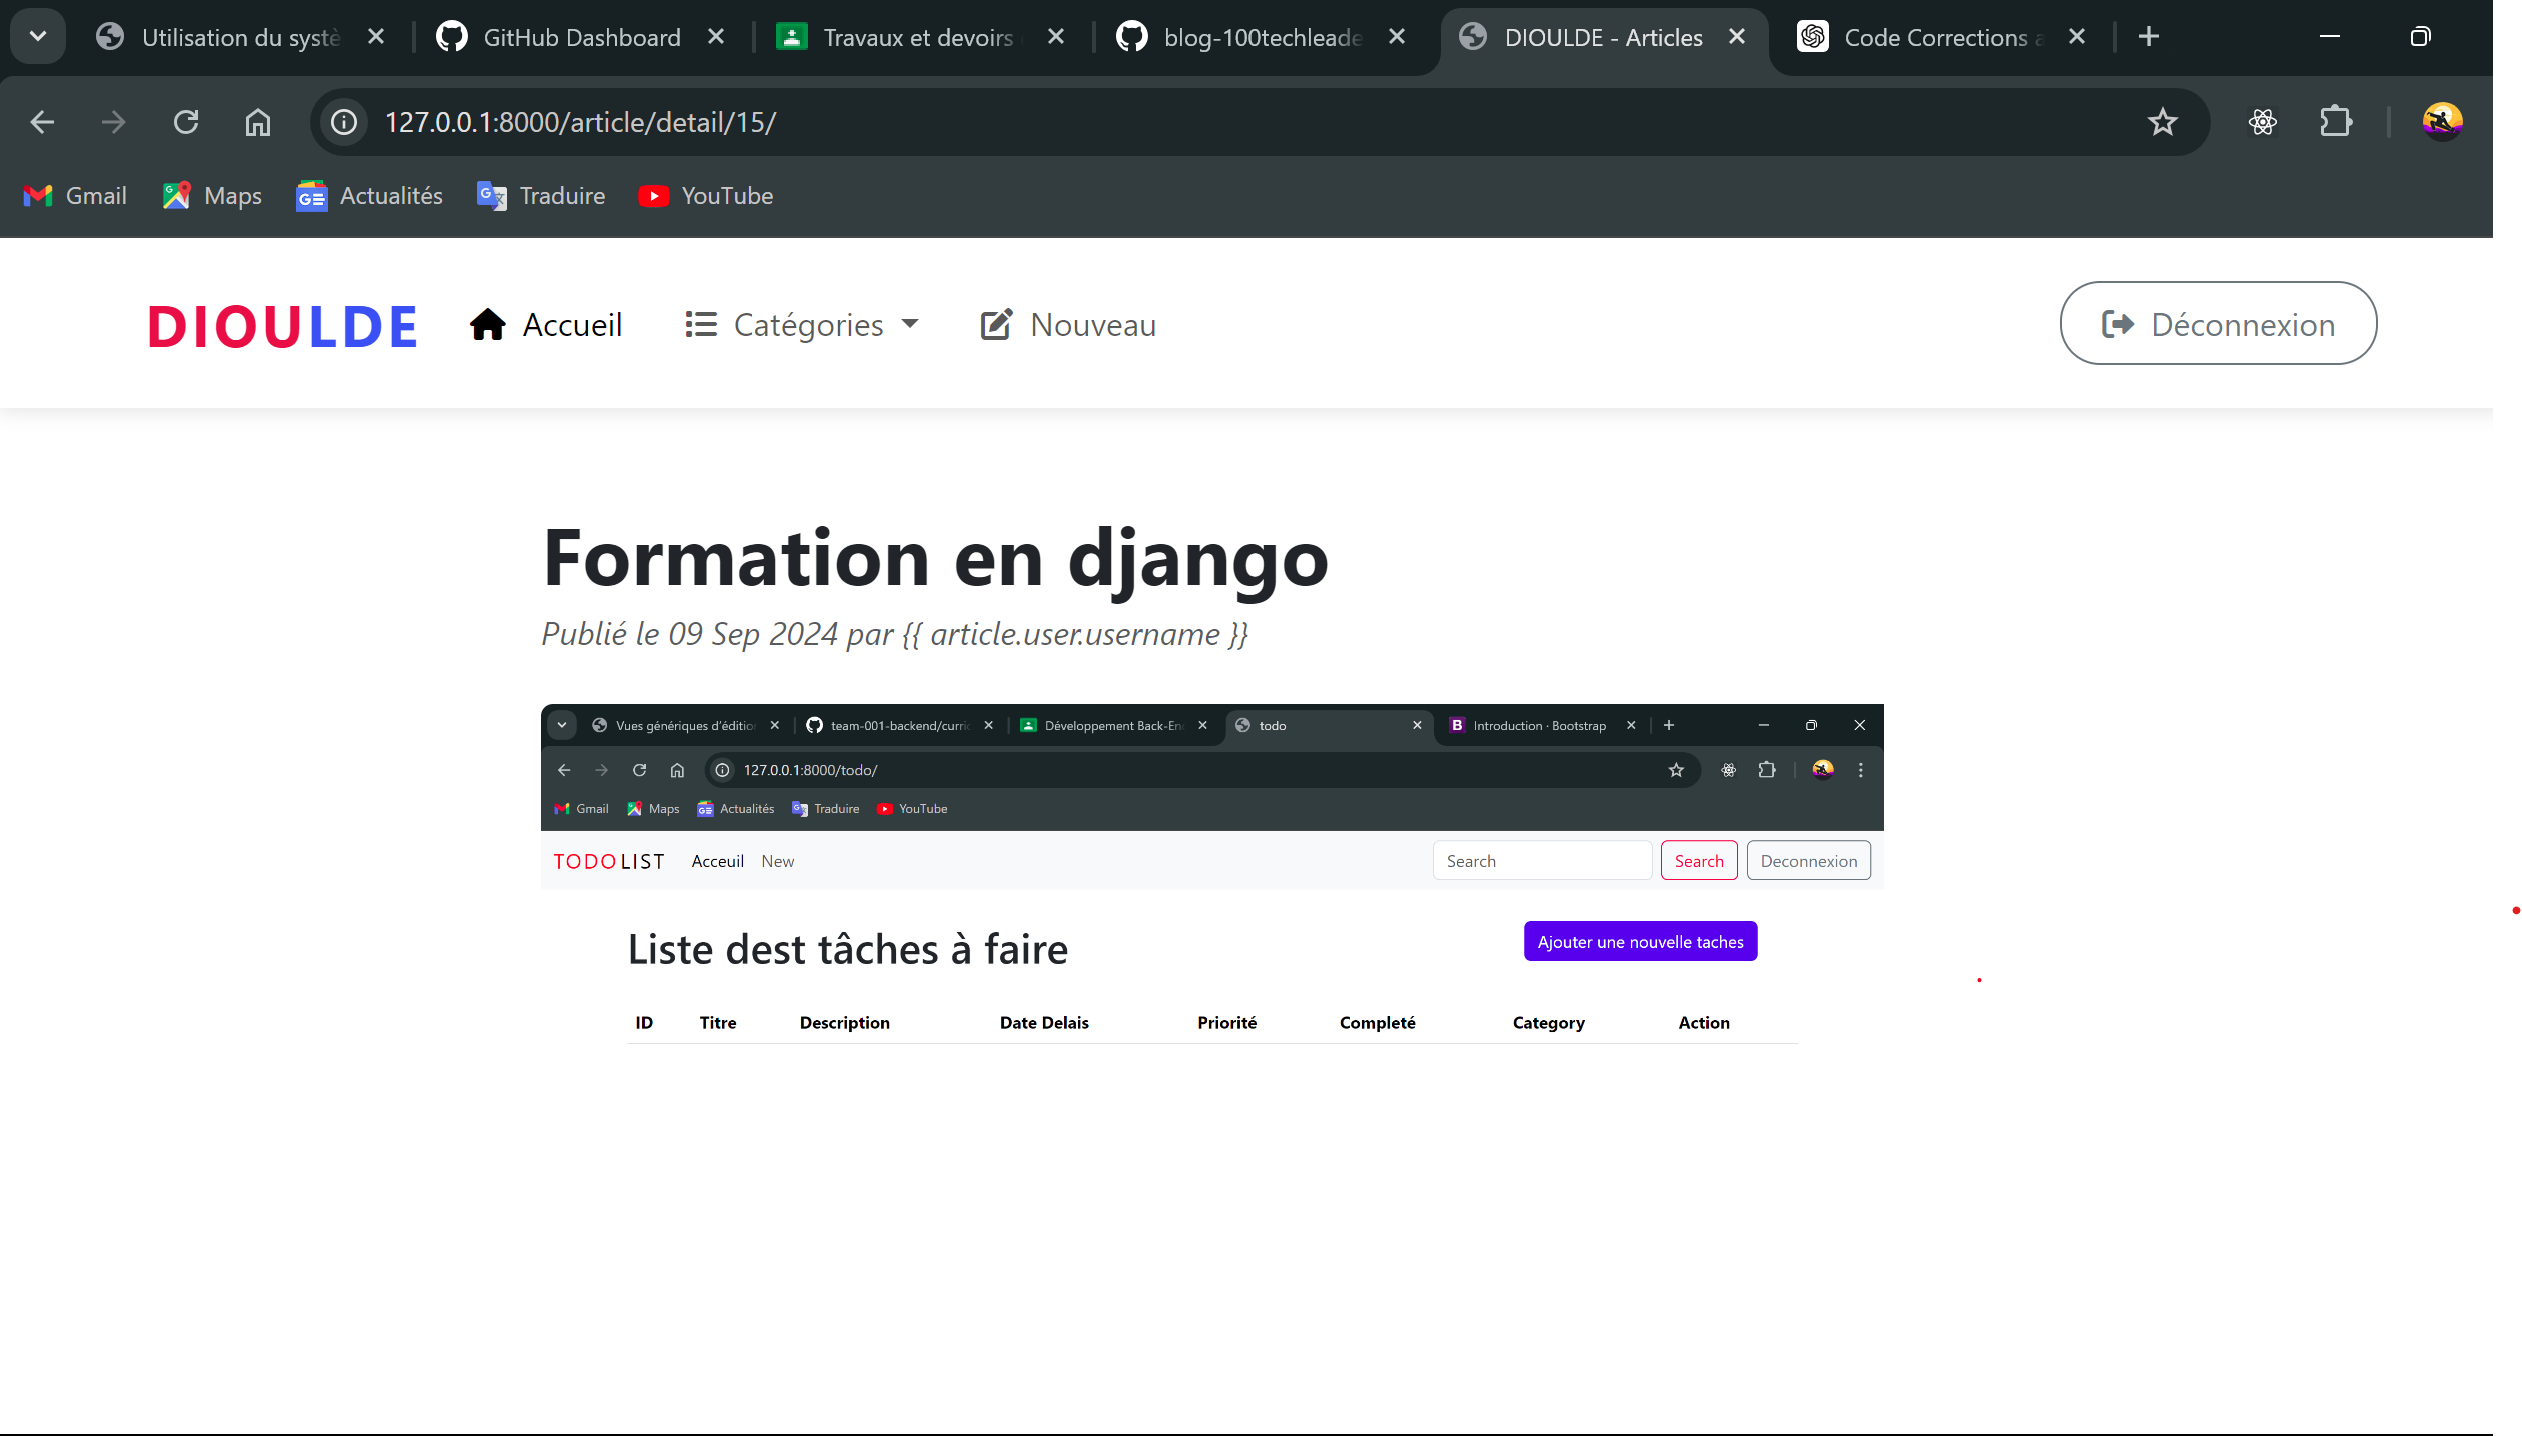 Utilisation du systè
GitHub Dashboard
Travaux et devoirs
blog-100techleade
DIOULDE - Articles
Code Corrections a
127.0.0.1:8000/article/detail/15/
Gmail
Maps
Actualités
Traduire
YouTube
DIOULDE
Accueil
Catégories
Nouveau
Déconnexion
Formation en django
Publié le 09 Sep 2024 par {{ article.user.username }}
Vues génériques d'éditio
team-001-backend/curric
Développement Back-En
todo
B Introduction · Bootstrap
127.0.0.1:8000/todo/
Gmail
Maps
Actualités
Traduire
YouTube
TODOLIST
Acceuil
New
Search
Search
Deconnexion
Liste dest tâches à faire
Ajouter une nouvelle taches
ID Titre Description Date Delais Priorité Completé Category Action